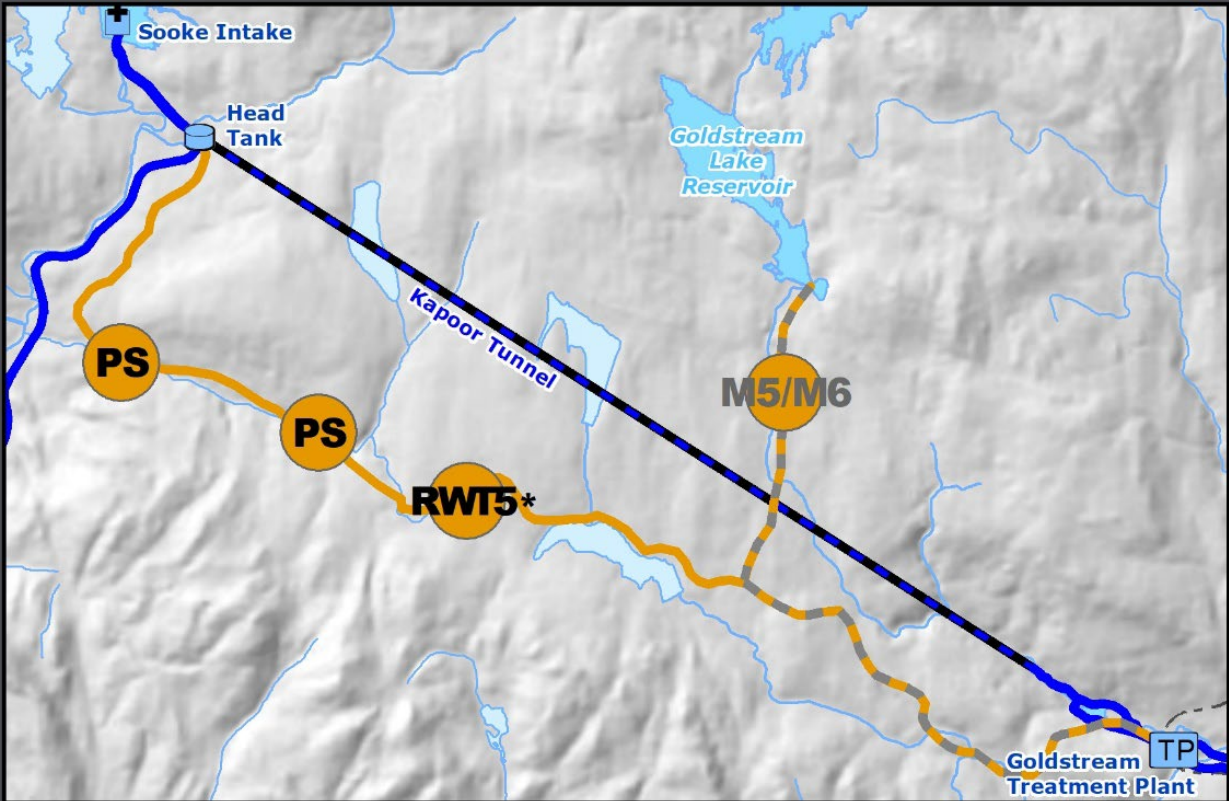 Sooke Intake
Head
Tank
Goldstream
Lake
Reservoir
Kapoor Tunnel
PS
M5/M6
PS
RWT5*
TP
Goldstream
Treatment Plant